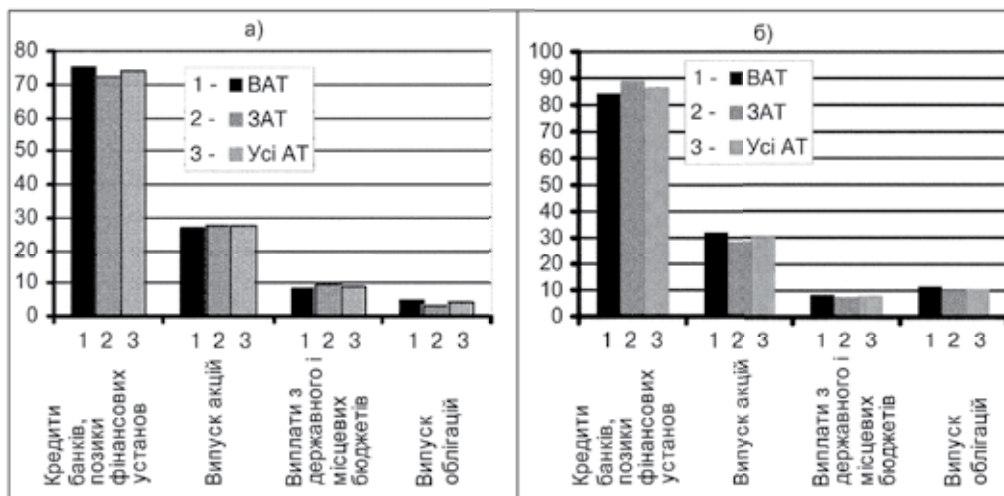 а)
80
70
60
50
40
30
20
10
0
1 - ВАТ
2 - ЗАТ
3 - Усі АТ
1 2 3
1 2 3
1 2 3
1 2 3
Кредити
банків,
позики
фінансових
установ
Випуск акцій
Виплати з
державного і
місцевих
бюджетів
Випуск
облігацій
б)
100
90
80
70
60
50
40
30
20
10
0
1 - ВАТ
2 - ЗАТ
3 - Усі АТ
1 2 3
1 2 3
1 2 3
1 2 3
Кредити
банків,
позики
фінансових
установ
Випуск акцій
Виплати з
державного і
місцевих
бюджетів
Випуск
облігацій